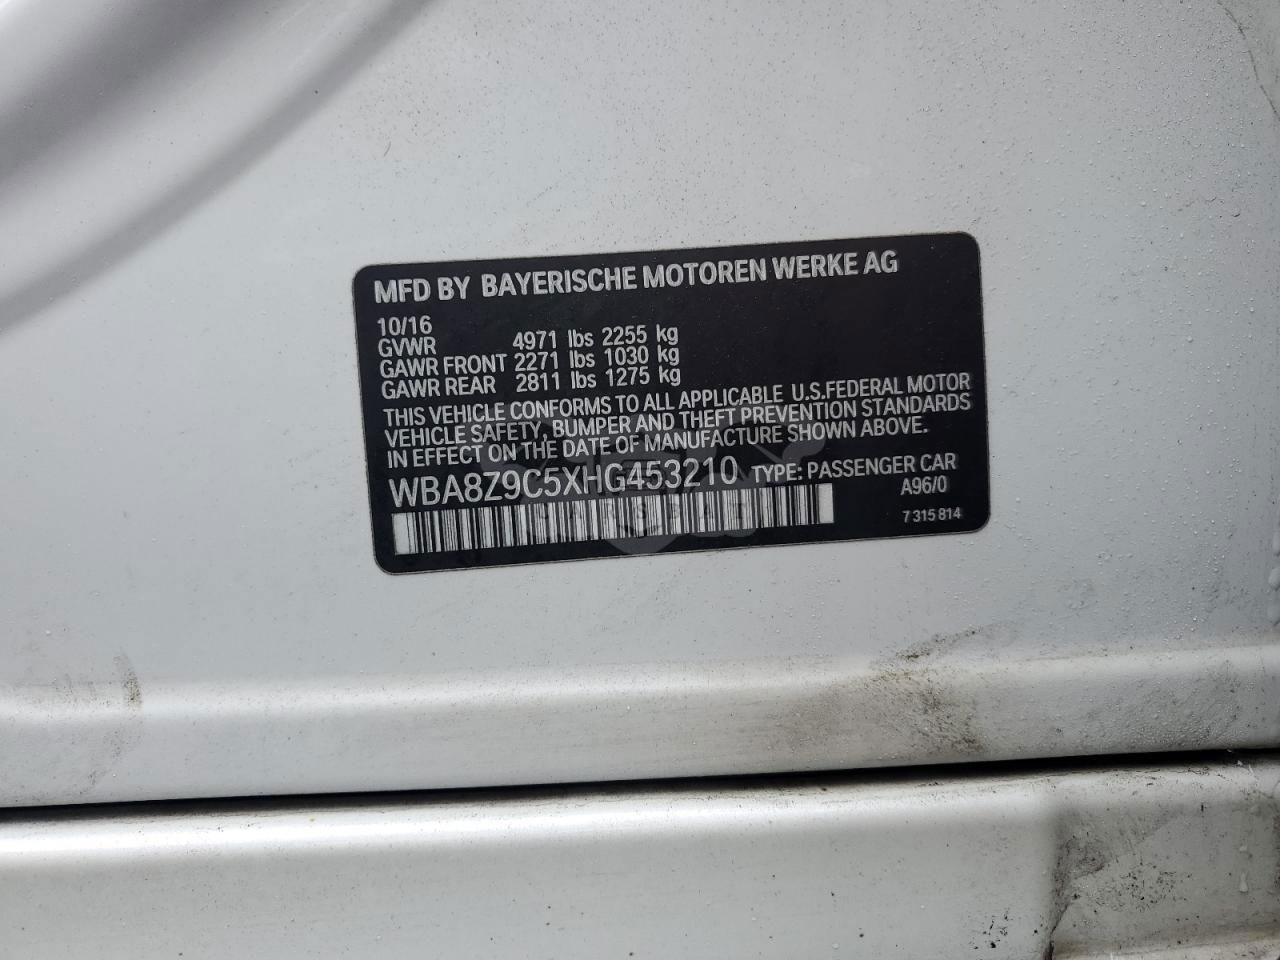 MFD BY BAYERISCHE MOTOREN WERKE AG
10/16
GVWR 4971 lbs 2255 kg
GAWR FRONT 2271 lbs 1030 kg
GAWR REAR 2811 lbs 1275 kg
THIS VEHICLE CONFORMS TO ALL APPLICABLE U.S.FEDERAL MOTOR
VEHICLE SAFETY, BUMPER AND THEFT PREVENTION STANDARDS
IN EFFECT ON THE DATE OF MANUFACTURE SHOWN ABOVE.
WBA8Z9C5XHG453210 TYPE: PASSENGER CAR
A96/0
7 315 814